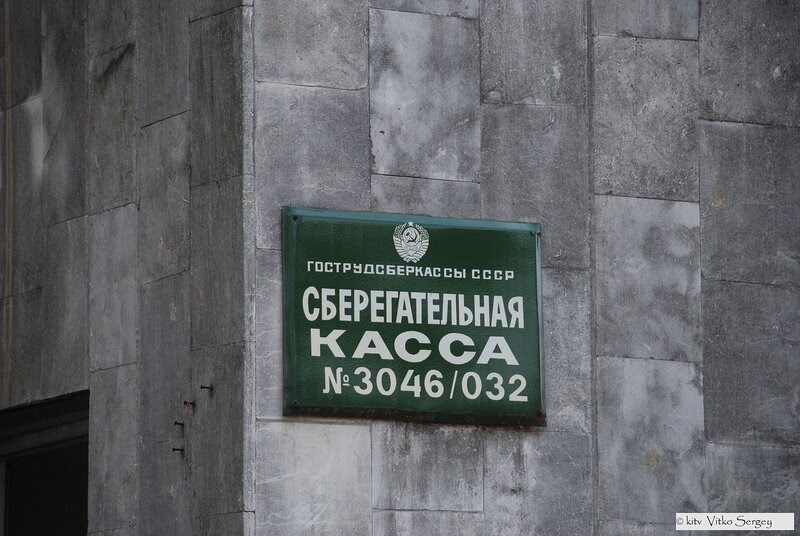 ГОСТРУДСБЕРКАССЫ СССР
СБЕРЕГАТЕЛЬНАЯ
КАССА
№3046/032
© kitv Vitko Sergey